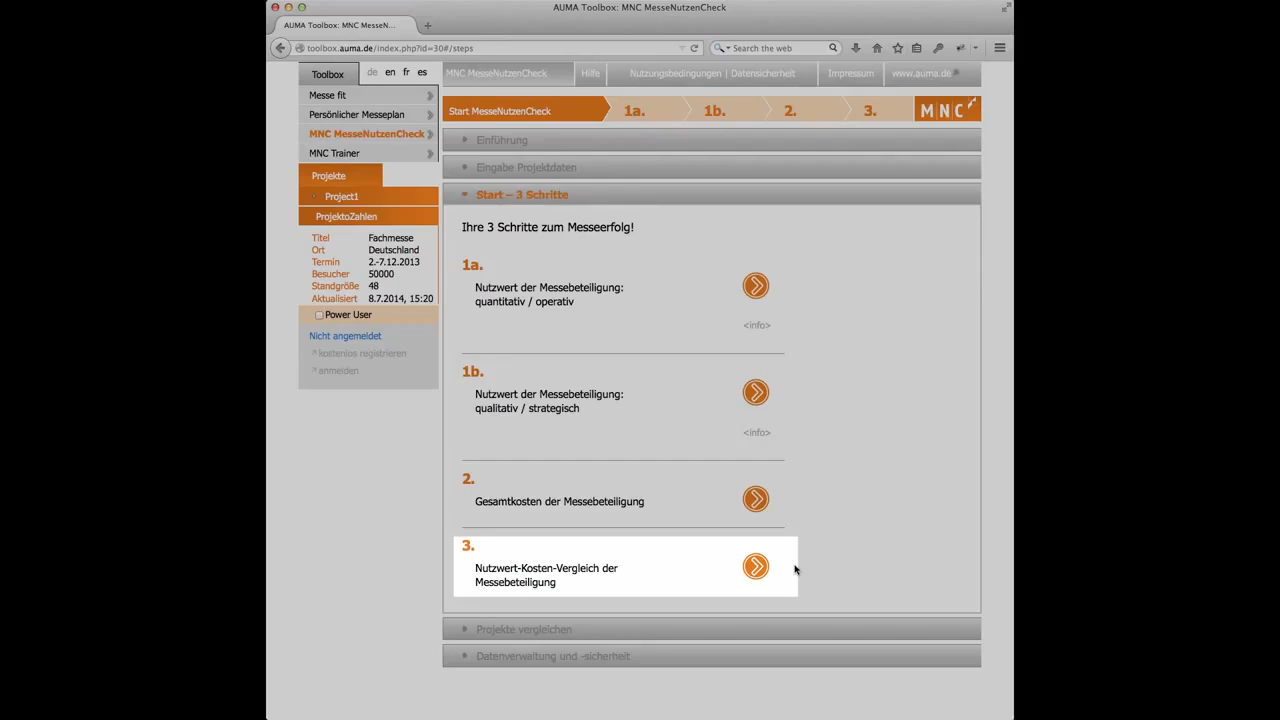 AUMA Toolbox: MNC MesseNutzenCheck
AUMA Toolbox: MNC MesseN...
toolbox.auma.de/index.php?id=30#/steps
Search the web
Toolbox
de en fr es
MNC MesseNutzenCheck
Hilfe
Nutzungsbedingungen | Datensicherheit
Impressum
www.auma.de
Messe fit
Persönlicher Messeplan
MNC MesseNutzenCheck
MNC Trainer
Projekte
Project1
ProjektoZahlen
Titel Fachmesse
Ort Deutschland
Termin 2.-7.12.2013
Besucher 50000
Standgröße 48
Aktualisiert 8.7.2014, 15:20
Power User
Nicht angemeldet
kostenlos registrieren
anmelden
Start MesseNutzenCheck
1a.
1b.
2.
3.
MNC
Einführung
Eingabe Projektdaten
Start – 3 Schritte
Ihre 3 Schritte zum Messeerfolg!
1a.
Nutzwert der Messebeteiligung:
quantitativ / operativ
<info>
1b.
Nutzwert der Messebeteiligung:
qualitativ / strategisch
<info>
2.
Gesamtkosten der Messebeteiligung
3.
Nutzwert-Kosten-Vergleich der
Messebeteiligung
Projekte vergleichen
Datenverwaltung und -sicherheit